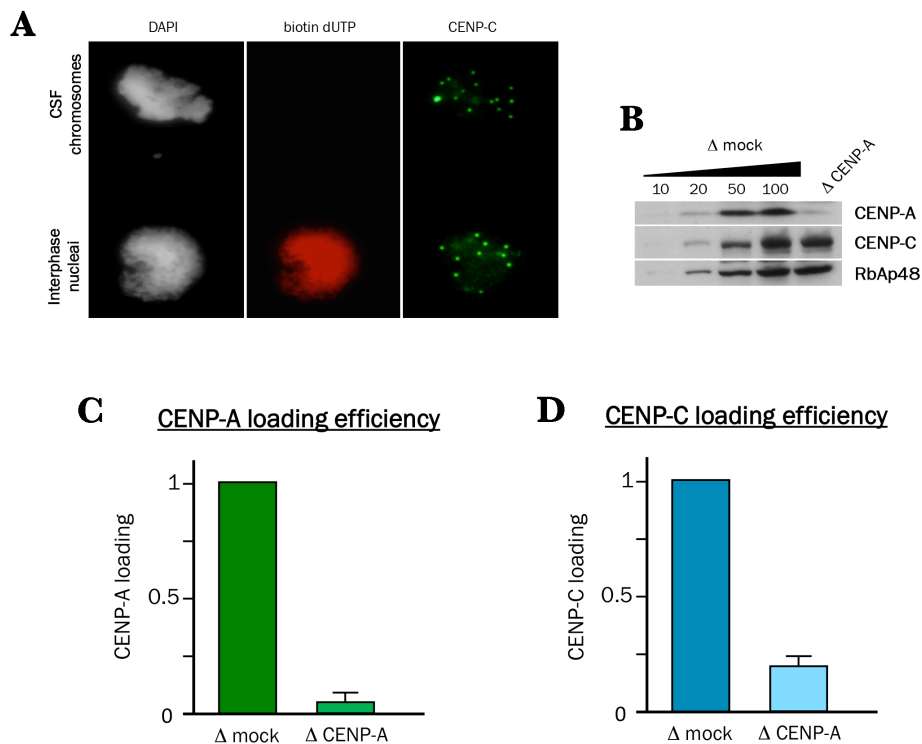 A
DAPI
biotin dUTP
CENP-C
CSF
chromosomes
Interphase
nucleai
B
Δ mock
Δ CENP-A
10 20 50 100
CENP-A
CENP-C
RbAp48
C
CENP-A loading efficiency
CENP-A loading
1
0.5
0
Δ mock
Δ CENP-A
D
CENP-C loading efficiency
CENP-C loading
1
0.5
0
Δ mock
Δ CENP-A